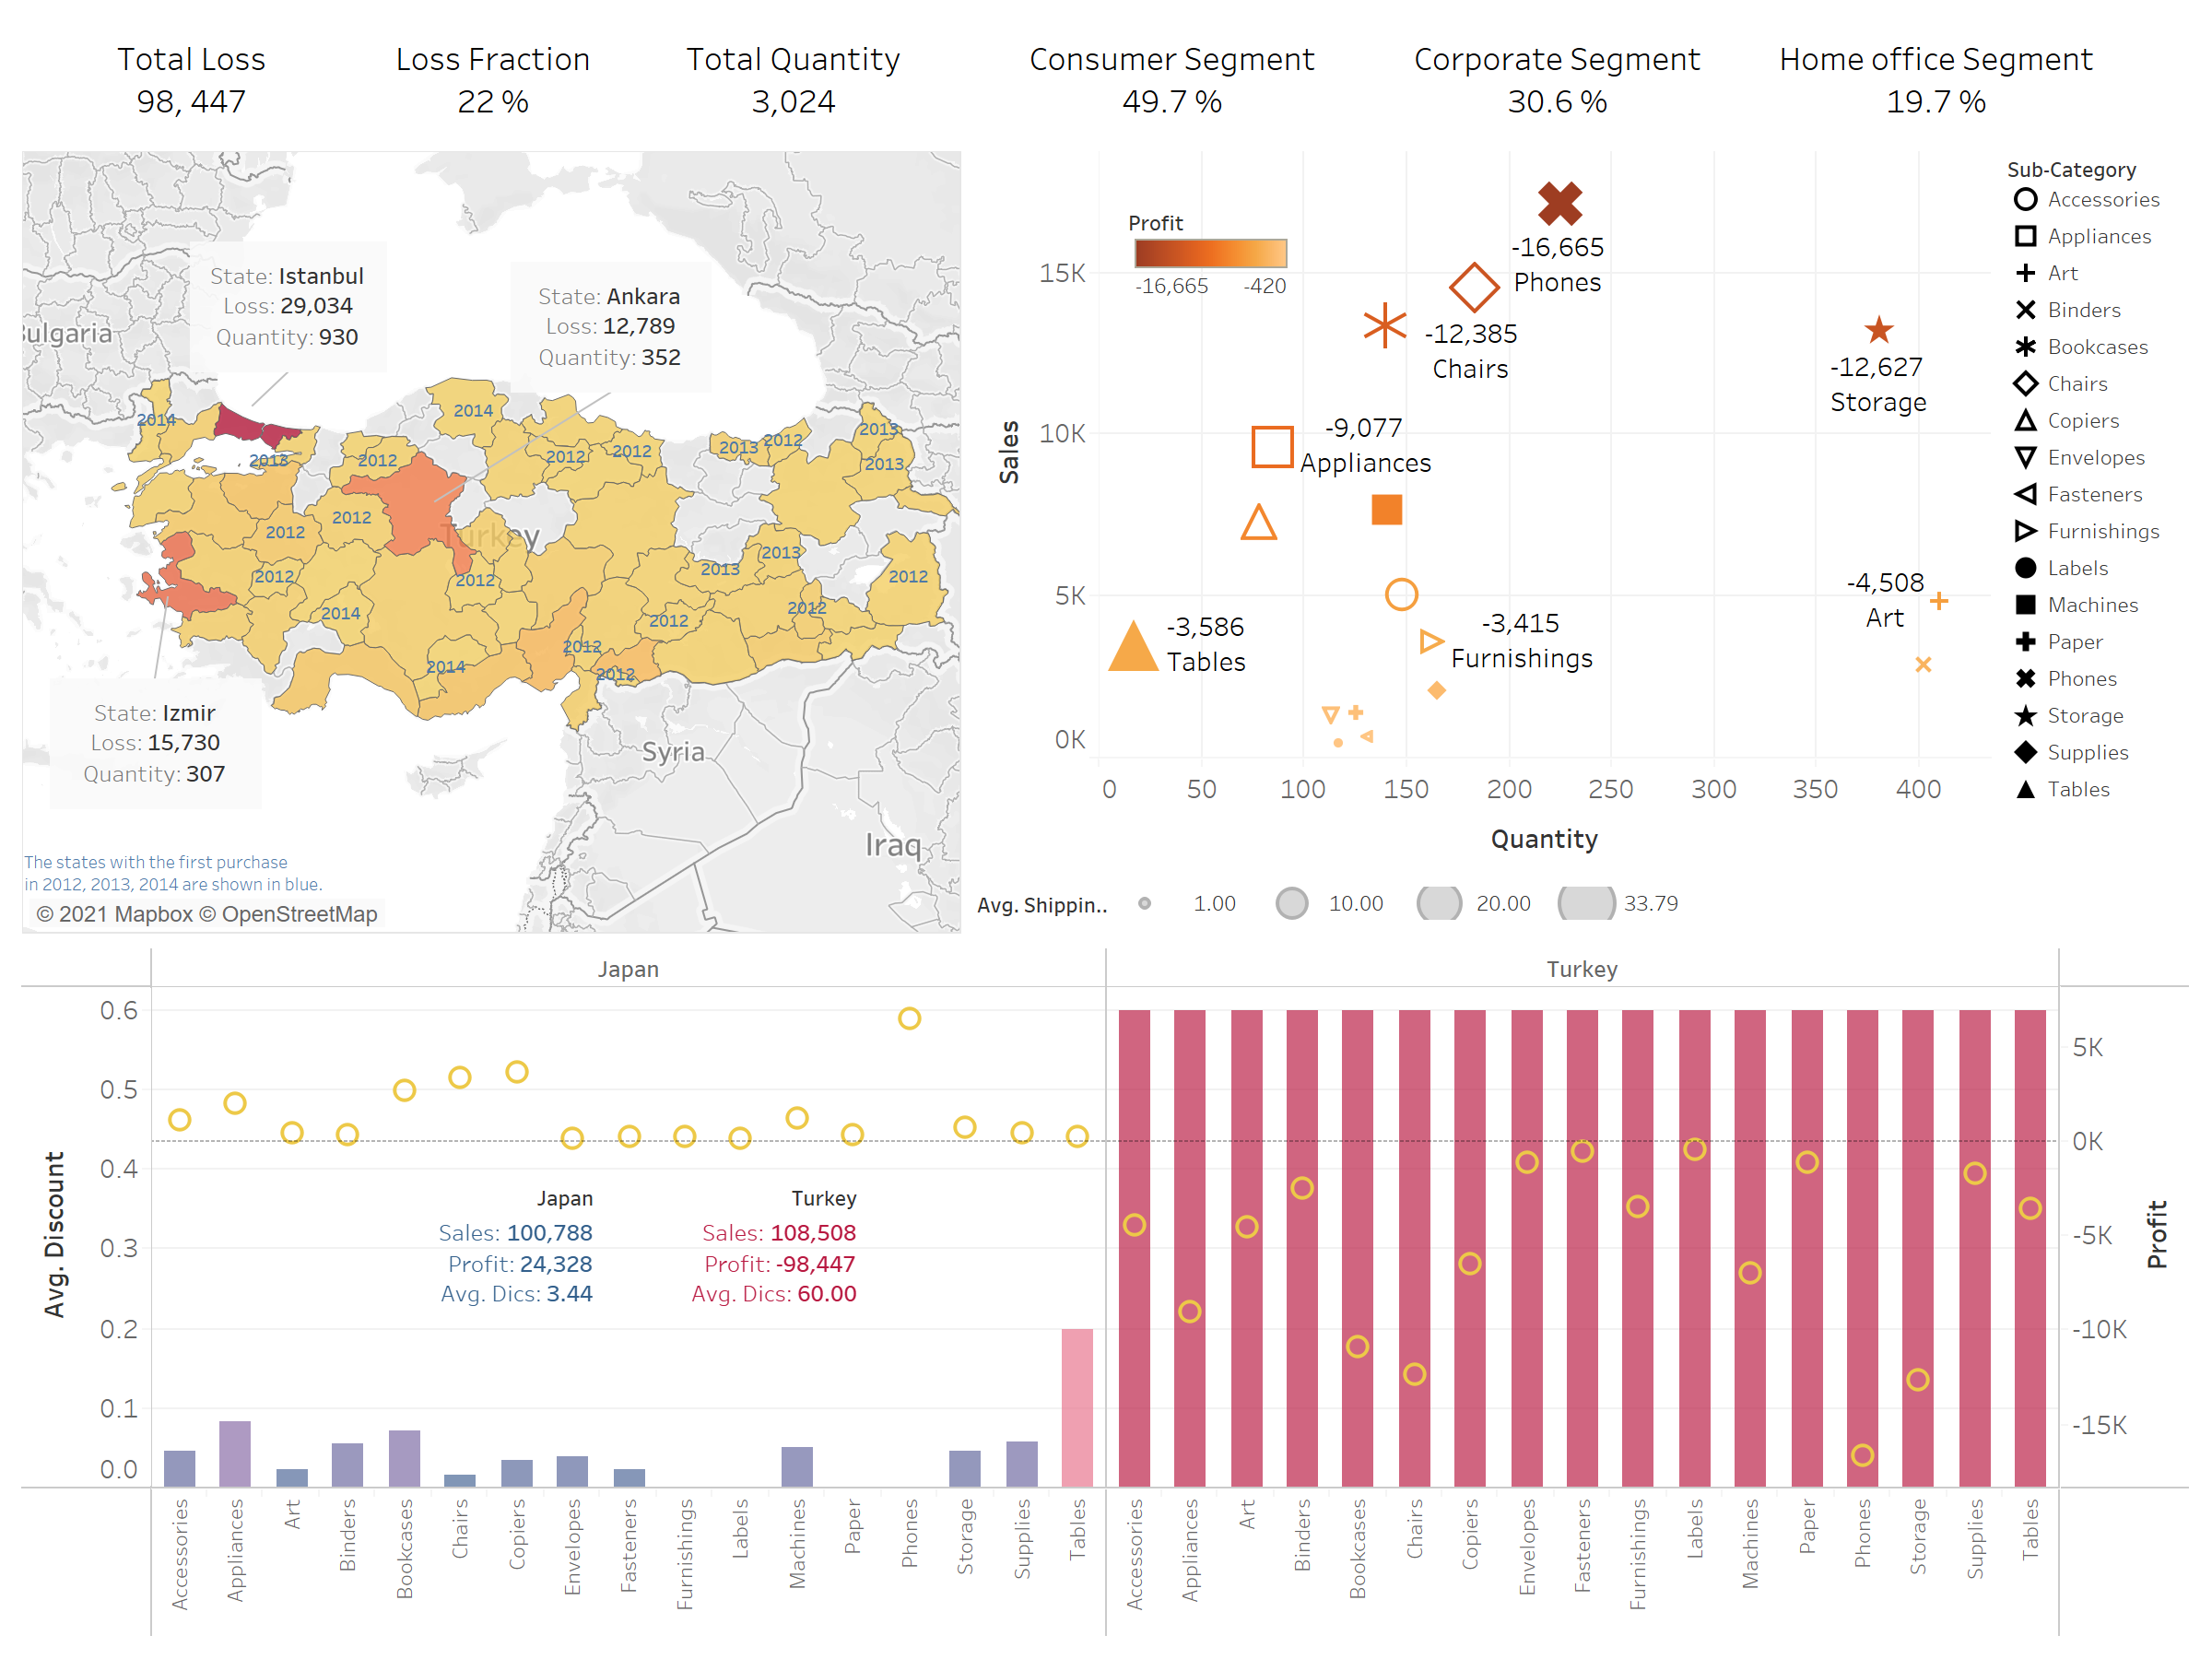 Total Loss
98, 447
Loss Fraction
22 %
Total Quantity
3,024
Consumer Segment
49.7 %
Corporate Segment
30.6 %
Home office Segment
19.7 %
State: Istanbul
Loss: 29,034
Quantity: 930
State: Ankara
Loss: 12,789
Quantity: 352
ulgaria
2014
2014
2013
2012
2012
2012
2013
2012
2013
2013
2012
2012
Turkey
2012
2012
2013
2013
2012
2014
2012
2012
2012
2014
2012
State: Izmir
Loss: 15,730
Quantity: 307
Syria
Iraq
The states with the first purchase
in 2012, 2013, 2014 are shown in blue.
© 2021 Mapbox © OpenStreetMap
Profit
-16,665
-420
Sales
15K
10K
5K
0K
-16,665
Phones
-12,385
Chairs
-12,627
Storage
-9,077
Appliances
-4,508
Art
-3,586
Tables
-3,415
Furnishings
0
50
100
150
200
250
300
350
400
Quantity
Avg. Shippin..
1.00
10.00
20.00
33.79
Sub-Category
Accessories
Appliances
Art
Binders
Bookcases
Chairs
Copiers
Envelopes
Fasteners
Furnishings
Labels
Machines
Paper
Phones
Storage
Supplies
Tables
Japan
Turkey
Avg. Discount
0.6
0.5
0.4
0.3
0.2
0.1
0.0
Japan
Sales: 100,788
Profit: 24,328
Avg. Dics: 3.44
Turkey
Sales: 108,508
Profit: -98,447
Avg. Dics: 60.00
5K
0K
-5K
-10K
-15K
Profit
Accessories
Appliances
Art
Binders
Bookcases
Chairs
Copiers
Envelopes
Fasteners
Furnishings
Labels
Machines
Paper
Phones
Storage
Supplies
Tables
Accessories
Appliances
Art
Binders
Bookcases
Chairs
Copiers
Envelopes
Fasteners
Furnishings
Labels
Machines
Paper
Phones
Storage
Supplies
Tables